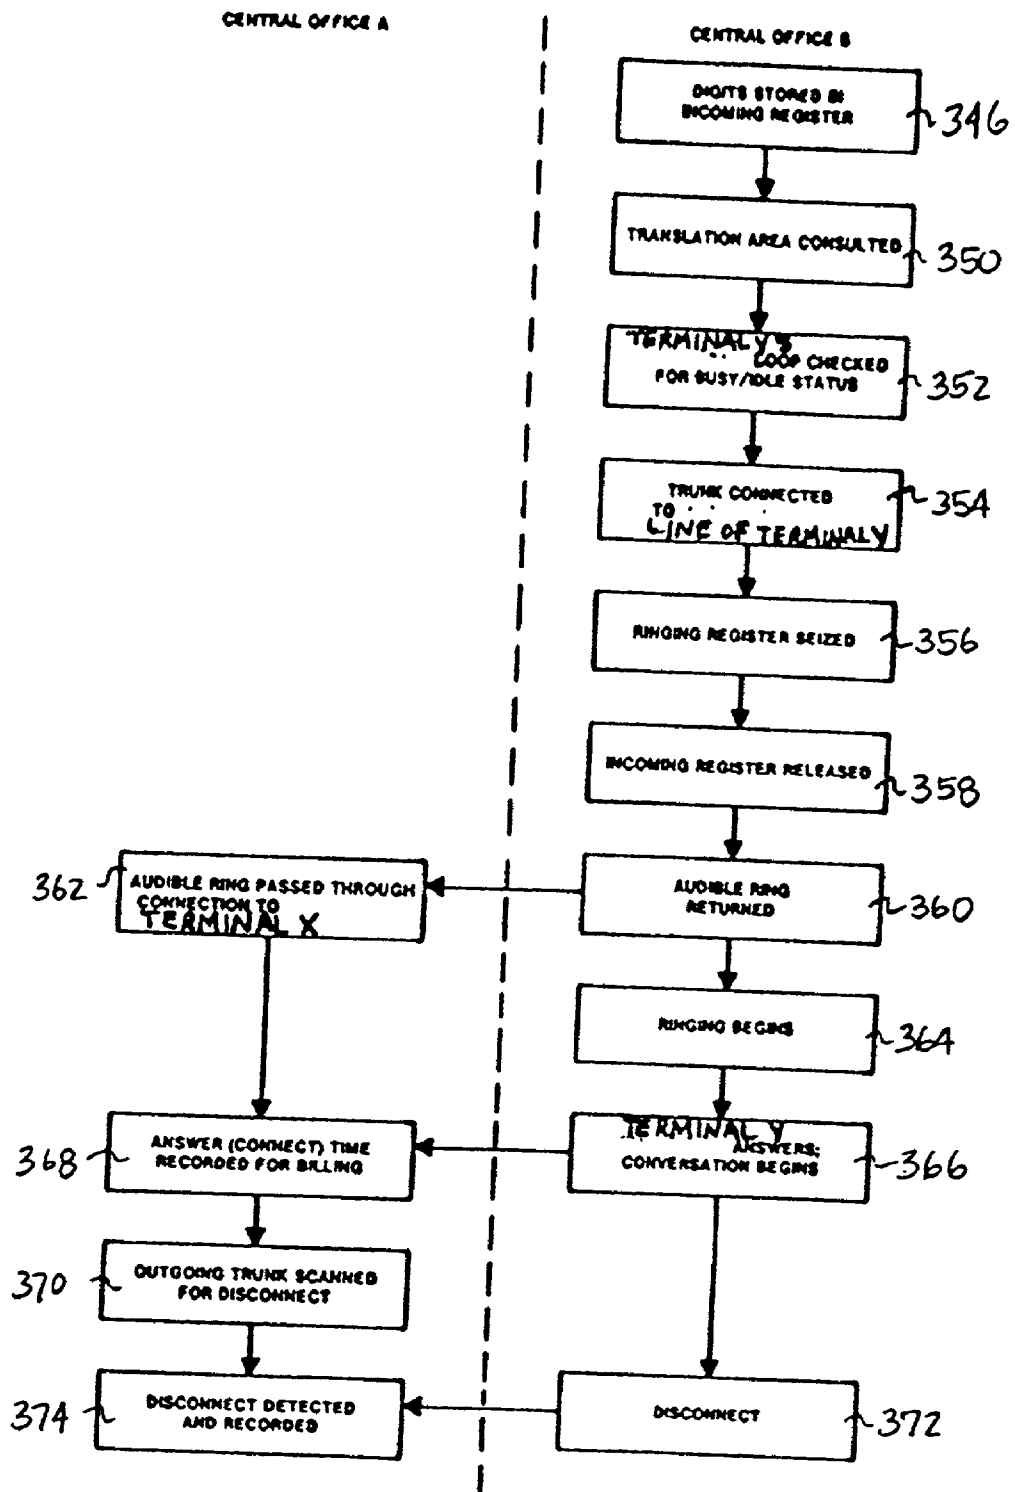 CENTRAL OFFICE A
CENTRAL OFFICE B
DIGITS STORED IN
INCOMING REGISTER
346
TRANSLATION AREA CONSULTED
350
TERMINAL Y'S
LOOP CHECKED
FOR BUSY/IDLE STATUS
352
TRUNK CONNECTED
TO
LINE OF TERMINAL Y
354
RINGING REGISTER SEIZED
356
INCOMING REGISTER RELEASED
358
362
AUDIBLE RING PASSED THROUGH
CONNECTION TO
TERMINAL X
AUDIBLE RING
RETURNED
360
RINGING BEGINS
364
368
ANSWER (CONNECT) TIME
RECORDED FOR BILLING
TERMINAL Y
ANSWERS;
CONVERSATION BEGINS
366
370
OUTGOING TRUNK SCANNED
FOR DISCONNECT
374
DISCONNECT DETECTED
AND RECORDED
DISCONNECT
372